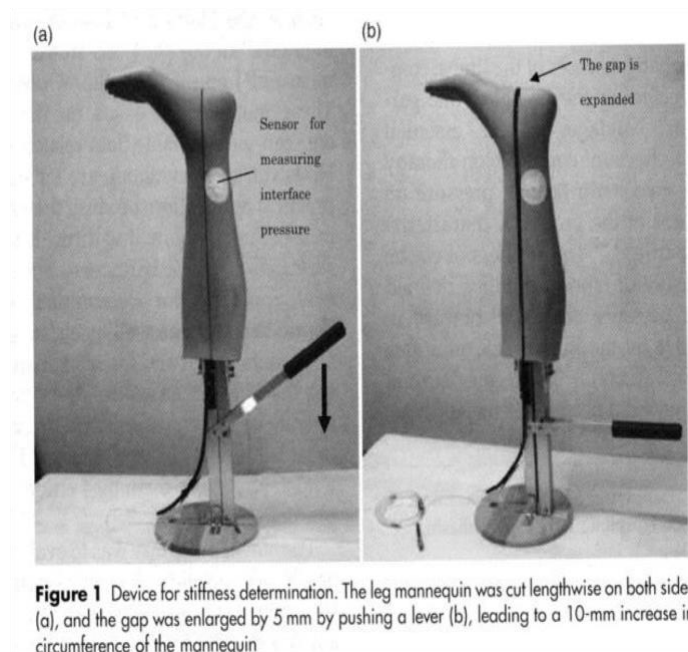 (a)
(b)
Sensor for
measuring
interface
pressure
The gap is
expanded
Figure 1 Device for stiffness determination. The leg mannequin was cut lengthwise on both side
(a), and the gap was enlarged by 5 mm by pushing a lever (b), leading to a 10-mm increase in
circumference of the mannequin